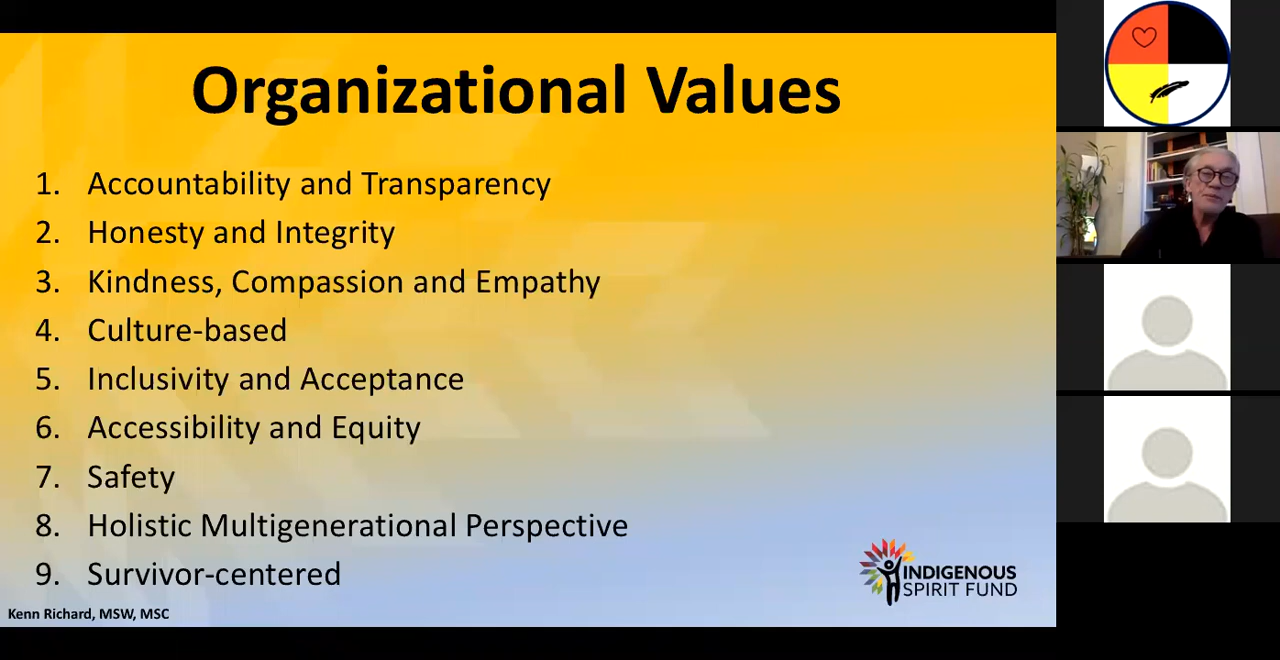 Organizational Values
1. Accountability and Transparency
2. Honesty and Integrity
3. Kindness, Compassion and Empathy
4. Culture-based
5. Inclusivity and Acceptance
6. Accessibility and Equity
7. Safety
8. Holistic Multigenerational Perspective
9. Survivor-centered
Kenn Richard, MSW, MSC
INDIGENOUS
SPIRIT FUND